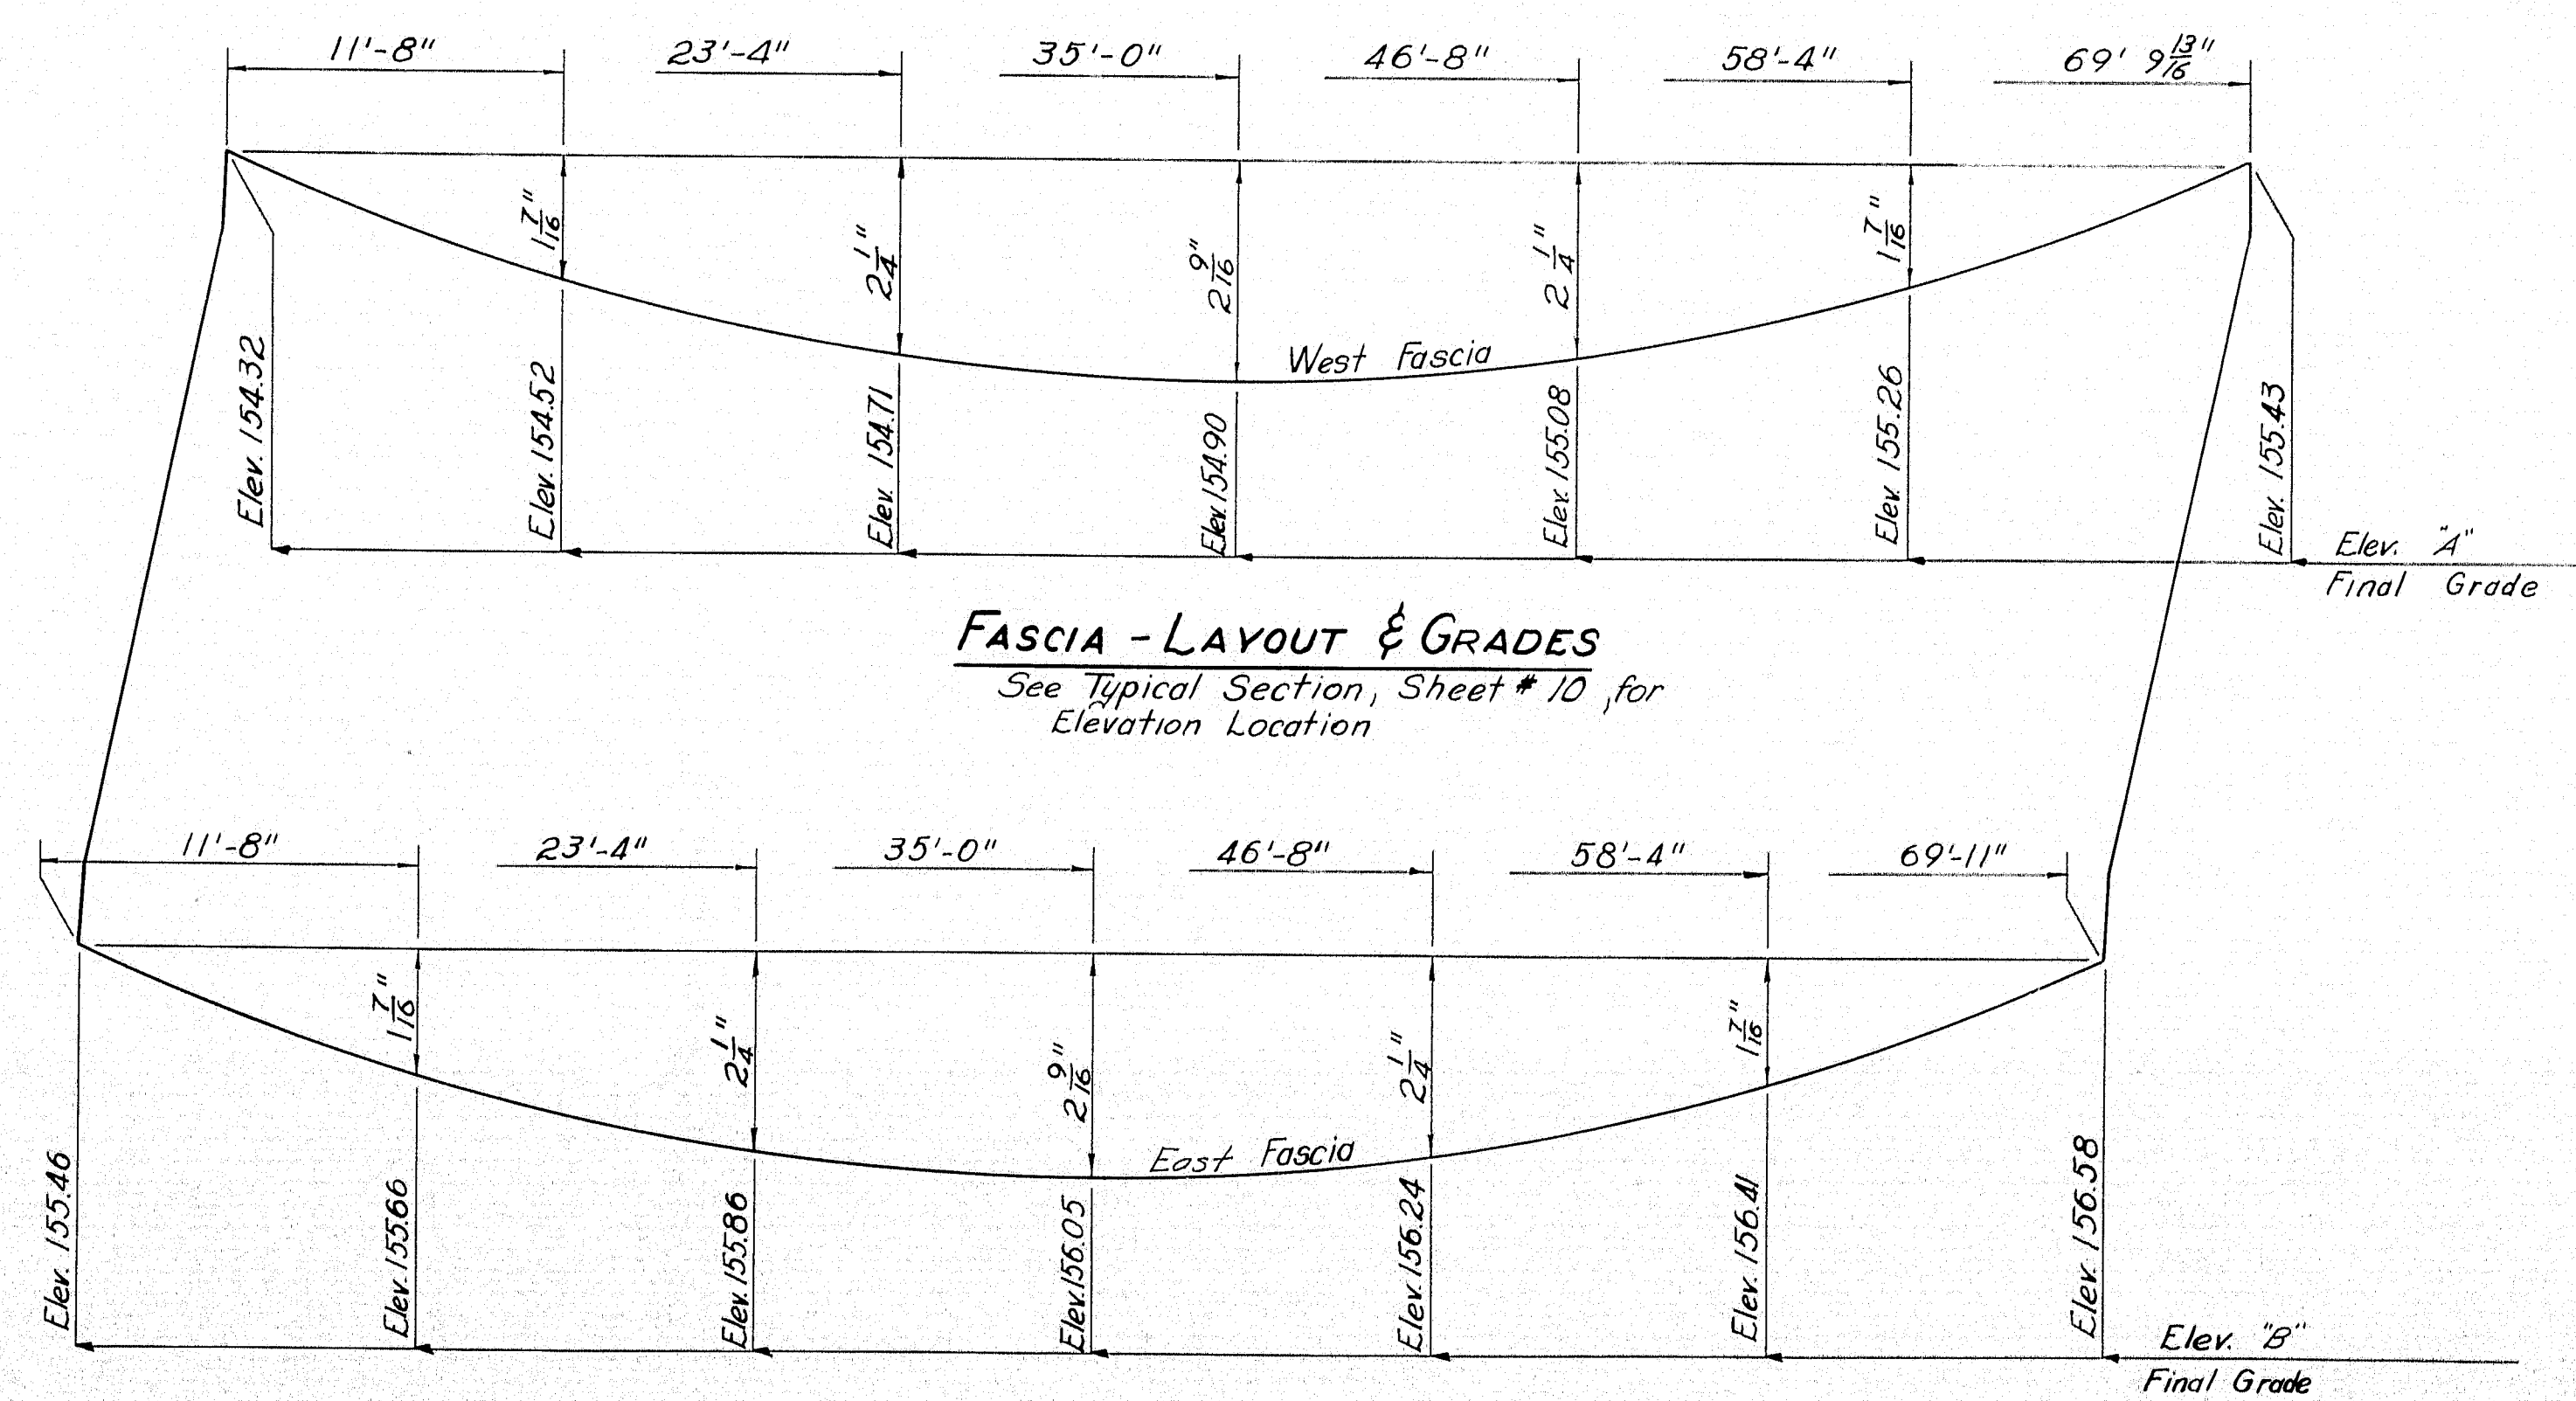 11'-8"
23'-4"
35'-0"
46'-8"
58'-4"
69' 9 13/16"
1 7/16"
2 1/4"
2 9/16"
2 1/4"
1 7/16"
West Fascia
Elev. 154.32
Elev. 154.52
Elev. 154.71
Elev. 154.90
Elev. 155.08
Elev. 155.26
Elev. 155.43
Elev. "A"
Final Grade
FASCIA - LAYOUT & GRADES
See Typical Section, Sheet # 10, for
Elevation Location
11'-8"
23'-4"
35'-0"
46'-8"
58'-4"
69'-11"
1 7/16"
2 1/4"
2 9/16"
2 1/4"
1 7/16"
East Fascia
Elev. 155.46
Elev. 155.66
Elev. 155.86
Elev. 156.05
Elev. 156.24
Elev. 156.41
Elev. 156.58
Elev. "B"
Final Grade